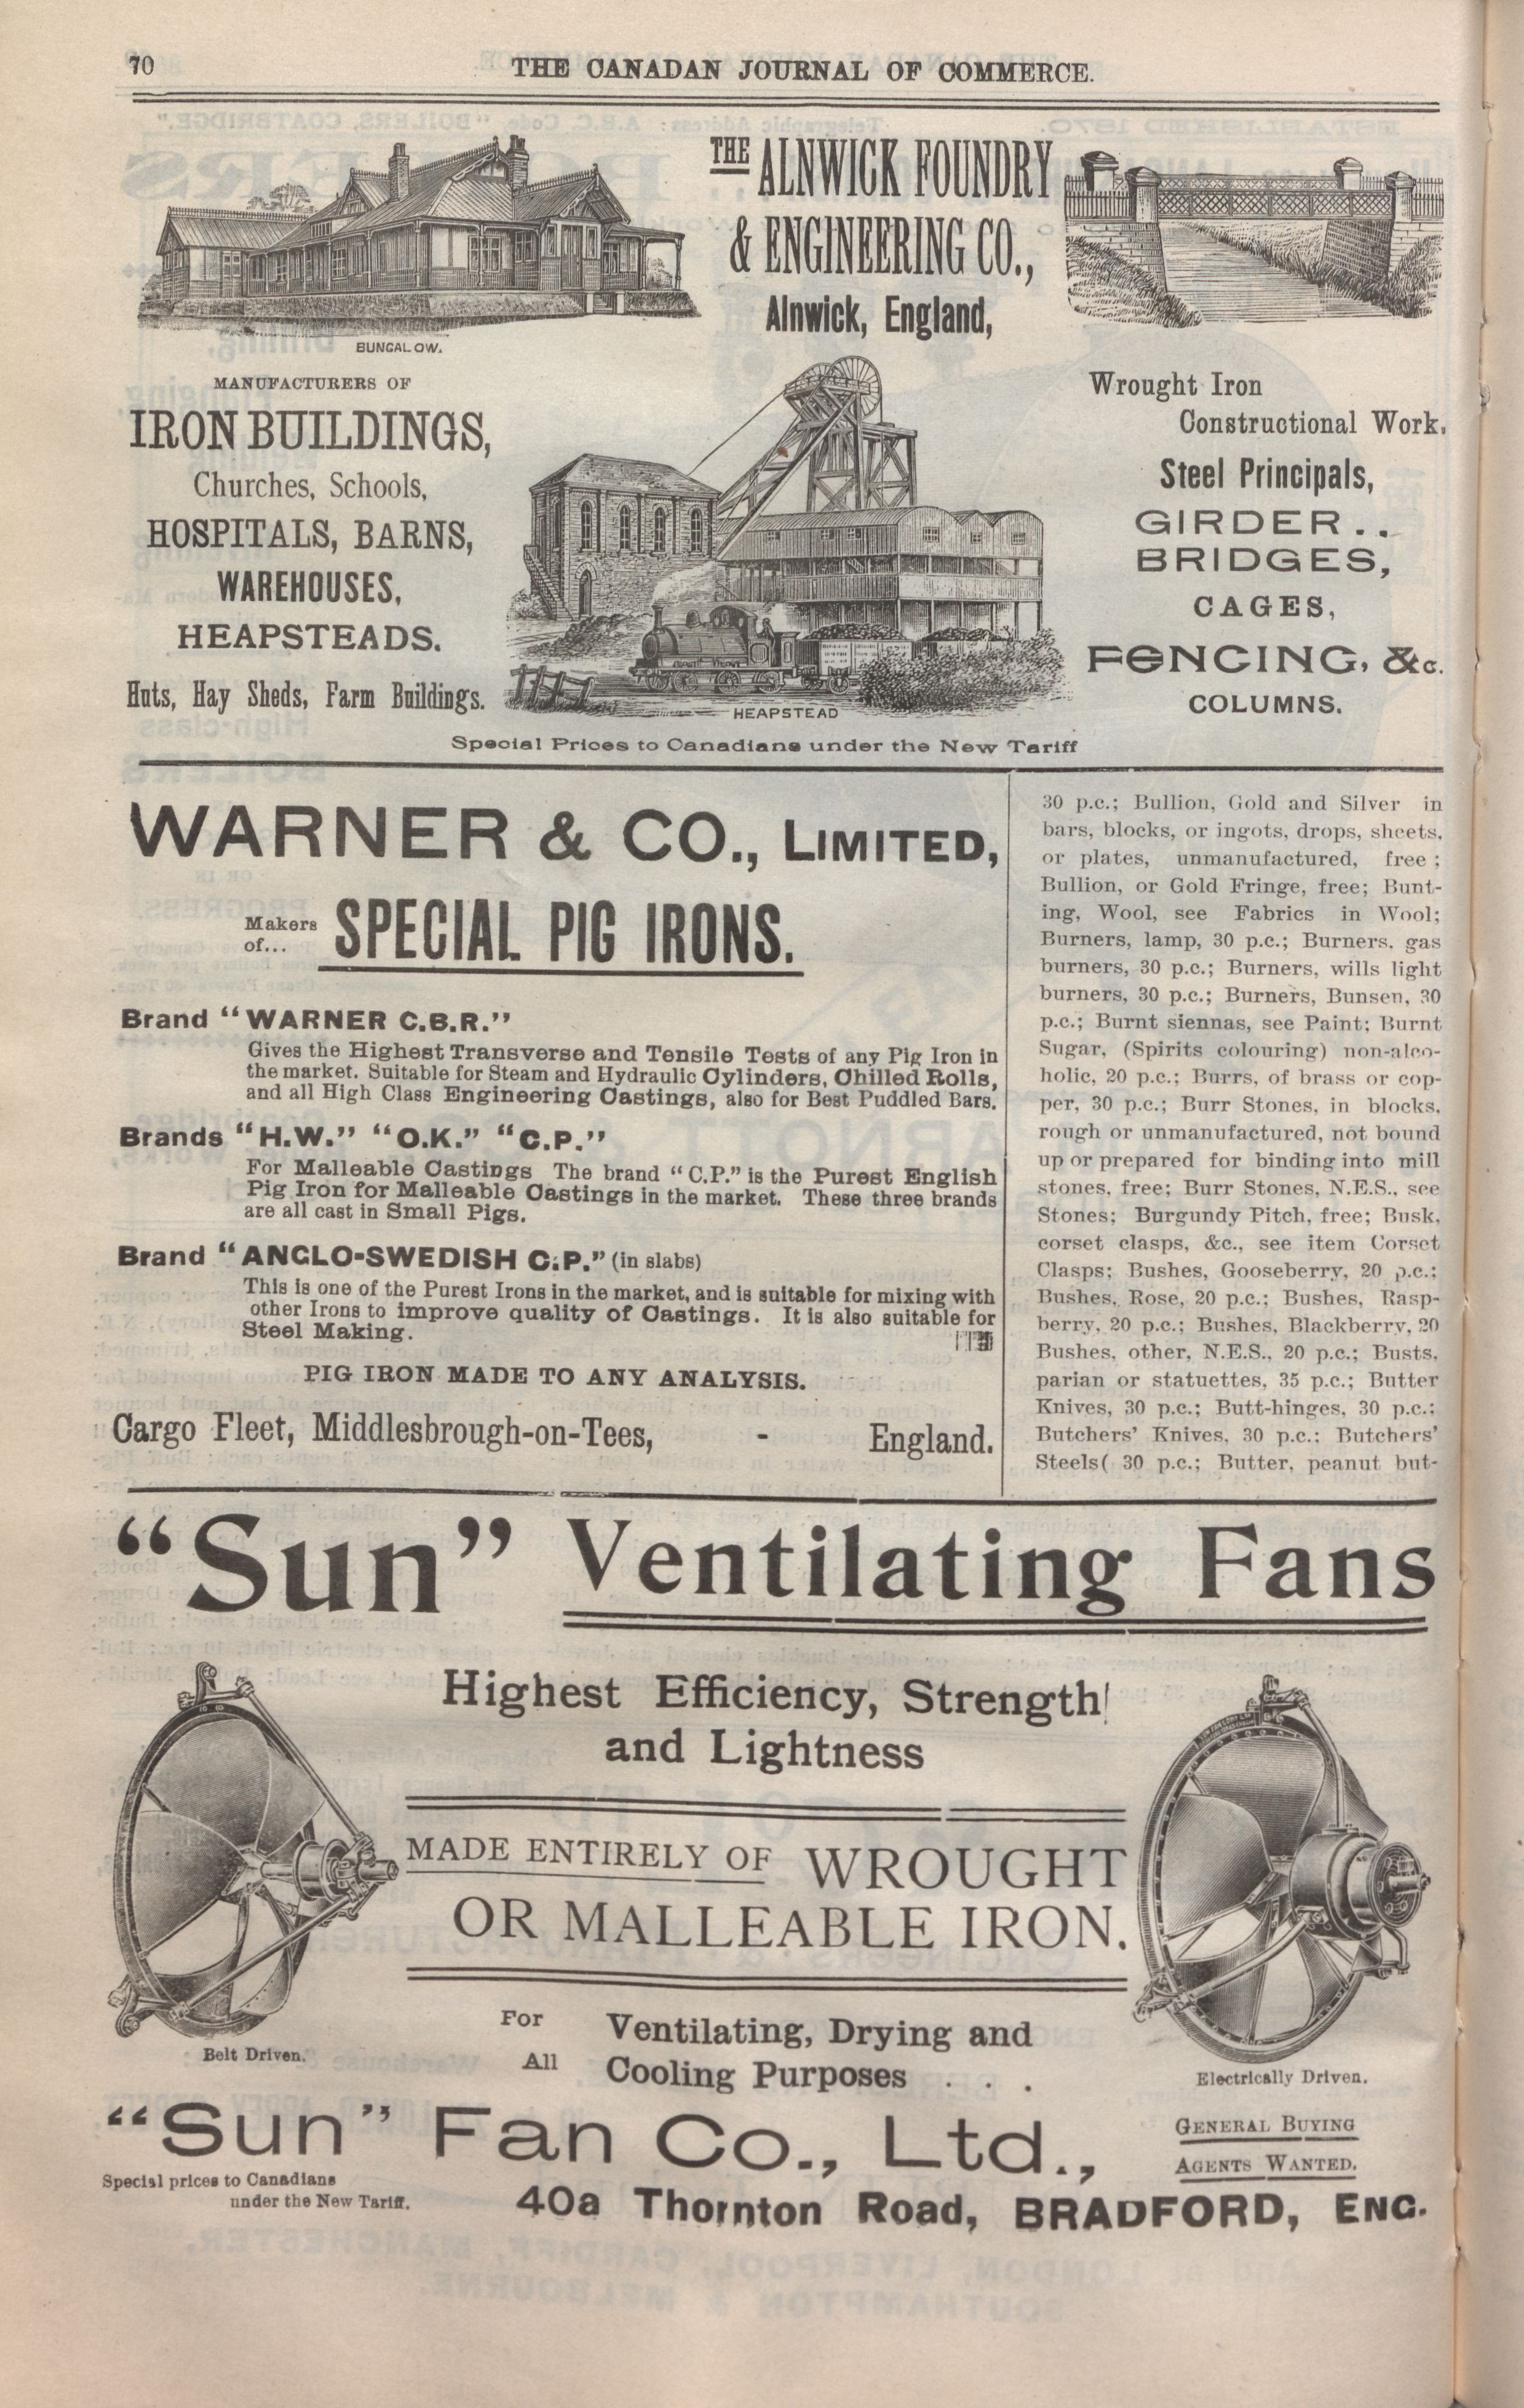 70
THE CANADAN JOURNAL OF COMMERCE.
THE ALNWICK FOUNDRY
& ENGINEERING CO.,
Alnwick, England,
BUNGALOW.
MANUFACTURERS OF
IRON BUILDINGS,
Churches, Schools,
HOSPITALS, BARNS,
WAREHOUSES,
HEAPSTEADS.
Huts, Hay Sheds, Farm Buildings.
HEAPSTEAD
Wrought Iron
Constructional Work.
Steel Principals,
GIRDER..
BRIDGES,
CAGES,
FENCING, &c.
COLUMNS.
Special Prices to Canadians under the New Tariff
WARNER & CO., LIMITED,
Makers
of...
SPECIAL PIG IRONS.
Brand "WARNER C.B.R."
Gives the Highest Transverse and Tensile Tests of any Pig Iron in
the market. Suitable for Steam and Hydraulic Cylinders, Chilled Rolls,
and all High Class Engineering Castings, also for Best Puddled Bars.
Brands "H.W." "O.K." "C.P."
For Malleable Castings The brand "C.P." is the Purest English
Pig Iron for Malleable Castings in the market. These three brands
are all cast in Small Pigs.
Brand "ANGLO-SWEDISH C.P." (in slabs)
This is one of the Purest Irons in the market, and is suitable for mixing with
other Irons to improve quality of Castings. It is also suitable for
Steel Making.
PIG IRON MADE TO ANY ANALYSIS.
Cargo Fleet, Middlesbrough-on-Tees, - England.
30 p.c.; Bullion, Gold and Silver in
bars, blocks, or ingots, drops, sheets,
or plates, unmanufactured, free;
Bullion, or Gold Fringe, free; Bunt-
ing, Wool, see Fabrics in Wool;
Burners, lamp, 30 p.c.; Burners, gas
burners, 30 p.c.; Burners, wills light
burners, 30 p.c.; Burners, Bunsen, 30
p.c.; Burnt siennas, see Paint; Burnt
Sugar, (Spirits colouring) non-alco-
holic, 20 p.c.; Burrs, of brass or cop-
per, 30 p.c.; Burr Stones, in blocks,
rough or unmanufactured, not bound
up or prepared for binding into mill
stones, free; Burr Stones, N.E.S., see
Stones; Burgundy Pitch, free; Busk,
corset clasps, &c., see item Corset
Clasps; Bushes, Gooseberry, 20 p.c.;
Bushes, Rose, 20 p.c.; Bushes, Rasp-
berry, 20 p.c.; Bushes, Blackberry, 20
Bushes, other, N.E.S., 20 p.c.; Busts,
parian or statuettes, 35 p.c.; Butter
Knives, 30 p.c.; Butt-hinges, 30 p.c.;
Butchers' Knives, 30 p.c.; Butchers'
Steels( 30 p.c.; Butter, peanut but-
"Sun" Ventilating Fans
Highest Efficiency, Strength
and Lightness
MADE ENTIRELY OF WROUGHT
OR MALLEABLE IRON.
For
All
Ventilating, Drying and
Cooling Purposes . . .
Belt Driven.
Electrically Driven.
"Sun" Fan Co., Ltd.,
GENERAL BUYING
AGENTS WANTED.
Special prices to Canadians
under the New Tariff.
40a Thornton Road, BRADFORD, ENG.